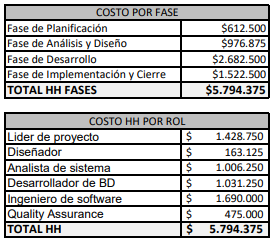 COSTO POR FASE
Fase de Planificación $612.500
Fase de Análisis y Diseño $976.875
Fase de Desarrollo $2.682.500
Fase de Implementación y Cierre $1.522.500
TOTAL HH FASES $5.794.375
COSTO HH POR ROL
Lider de proyecto $ 1.428.750
Diseñador $ 163.125
Analista de sistema $ 1.006.250
Desarrollador de BD $ 1.031.250
Ingeniero de software $ 1.690.000
Quality Assurance $ 475.000
TOTAL HH $ 5.794.375